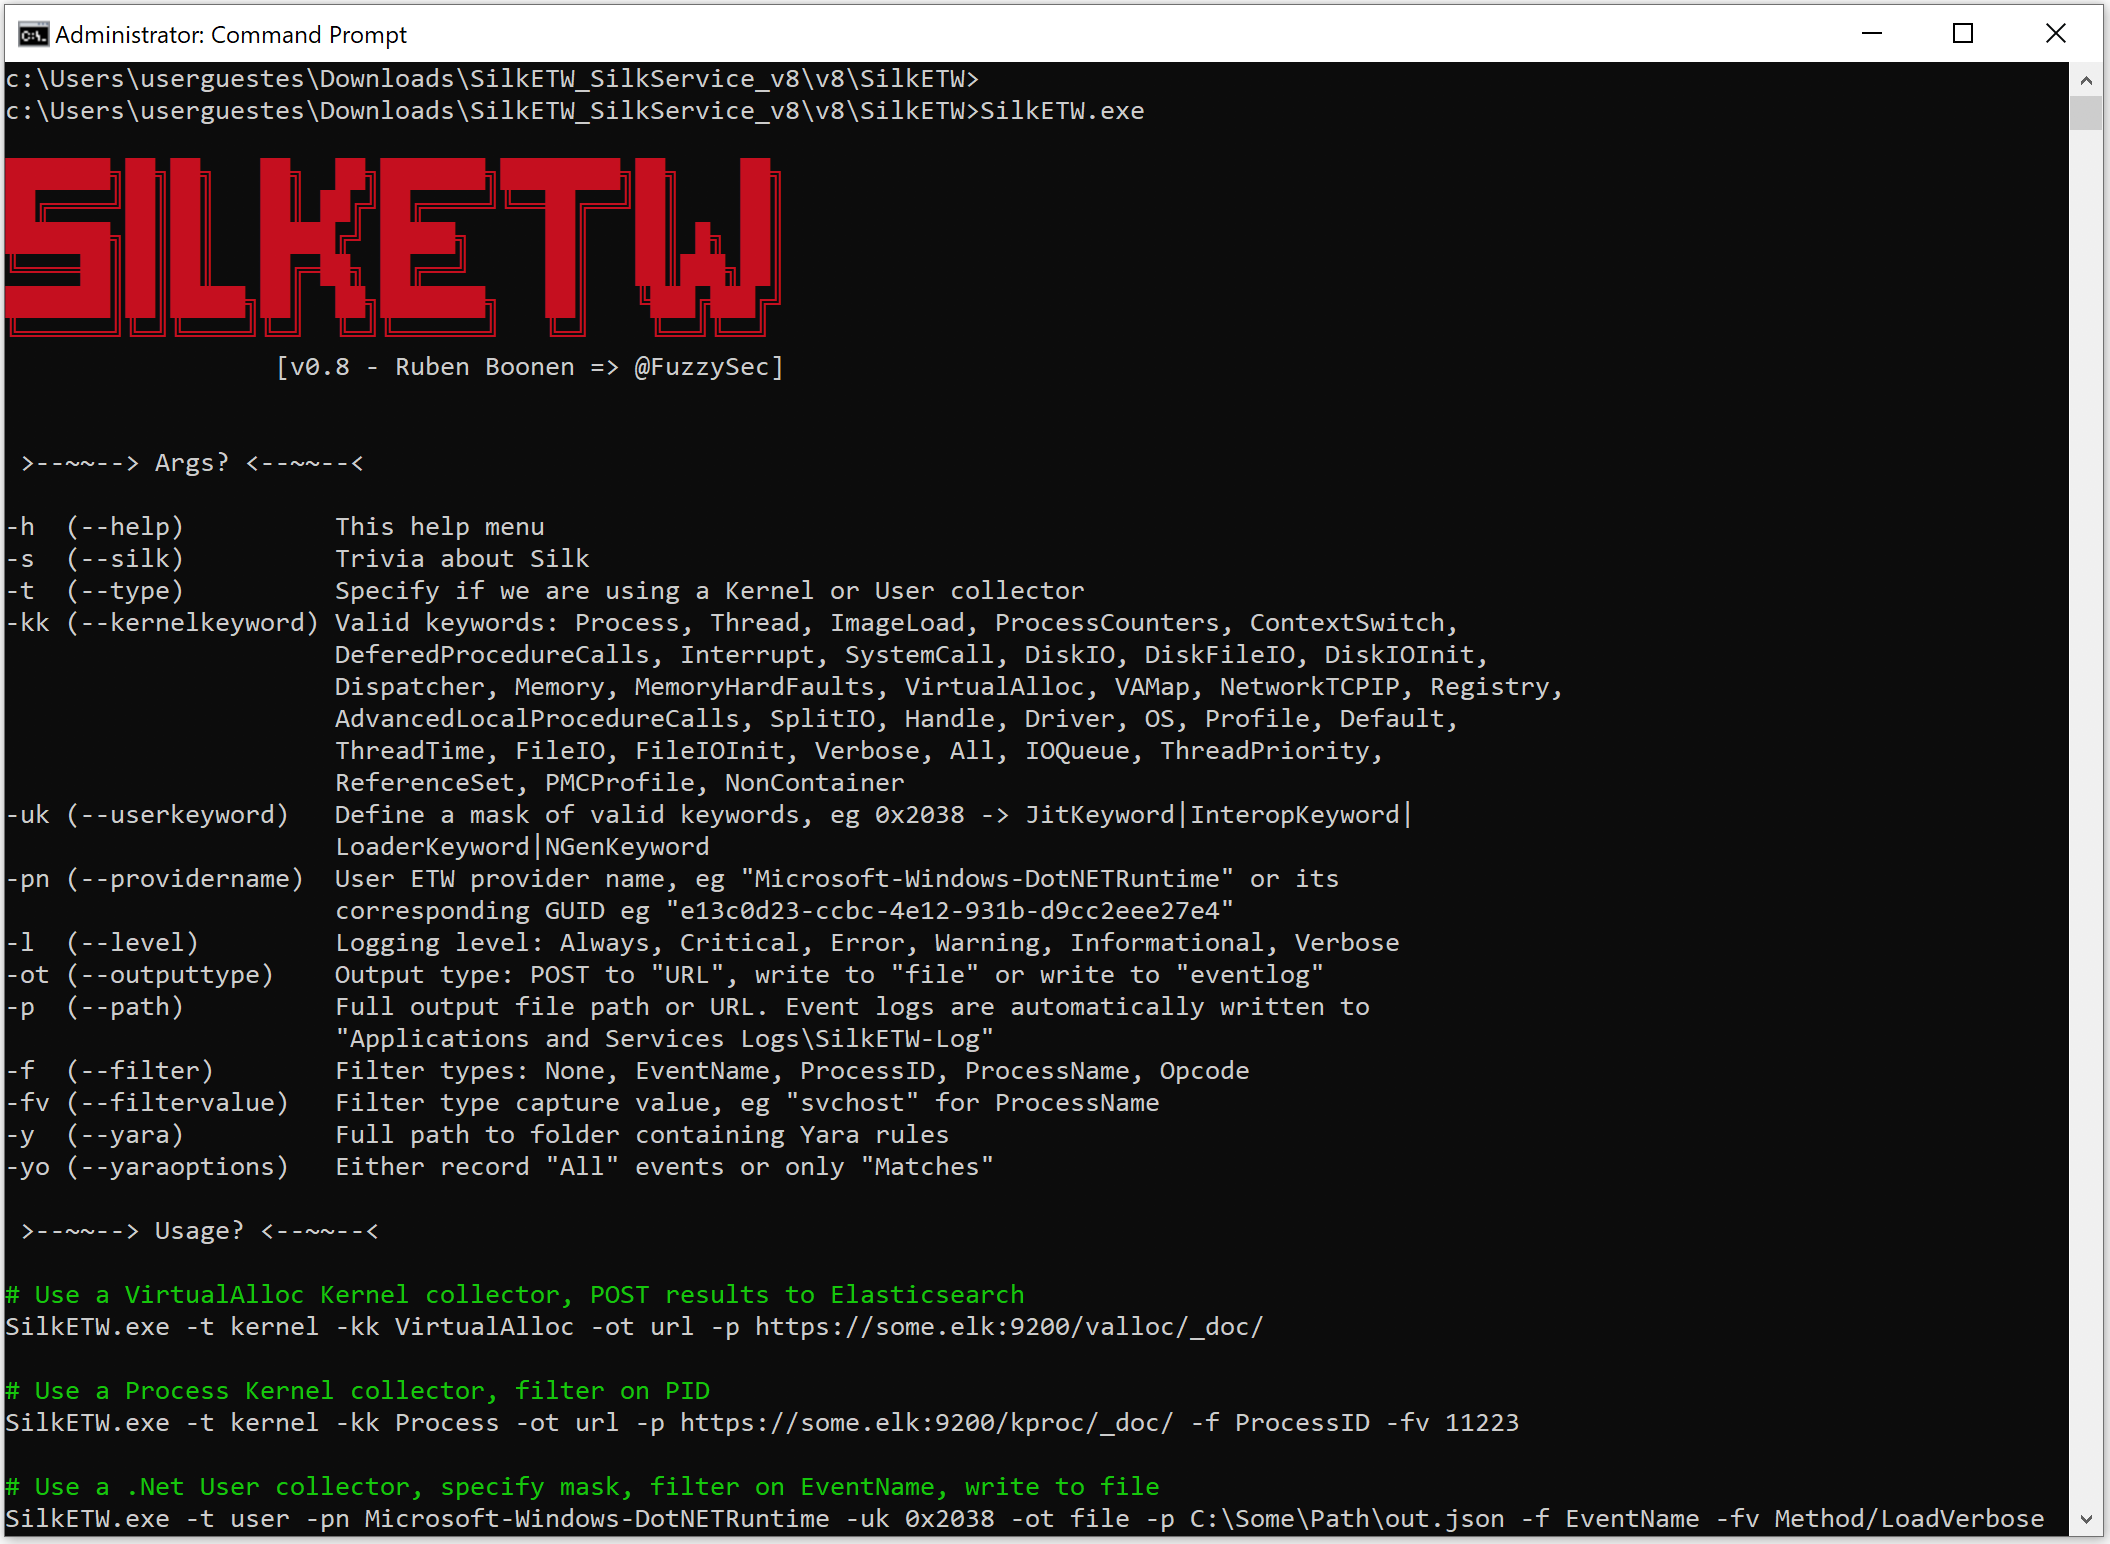 Administrator: Command Prompt
c:\Users\userguestes\Downloads\SilkETW_SilkService_v8\v8\SilkETW>
c:\Users\userguestes\Downloads\SilkETW_SilkService_v8\v8\SilkETW>SilkETW.exe
SILKETW
[v0.8 - Ruben Boonen => @FuzzySec]
>--~~--> Args? <--~~--<
-h (--help) This help menu
-s (--silk) Trivia about Silk
-t (--type) Specify if we are using a Kernel or User collector
-kk (--kernelkeyword) Valid keywords: Process, Thread, ImageLoad, ProcessCounters, ContextSwitch,
DeferedProcedureCalls, Interrupt, SystemCall, DiskIO, DiskFileIO, DiskIOInit,
Dispatcher, Memory, MemoryHardFaults, VirtualAlloc, VAMap, NetworkTCPIP, Registry,
AdvancedLocalProcedureCalls, SplitIO, Handle, Driver, OS, Profile, Default,
ThreadTime, FileIO, FileIOInit, Verbose, All, IOQueue, ThreadPriority,
ReferenceSet, PMCProfile, NonContainer
-uk (--userkeyword) Define a mask of valid keywords, eg 0x2038 -> JitKeyword|InteropKeyword|
LoaderKeyword|NGenKeyword
-pn (--providername) User ETW provider name, eg "Microsoft-Windows-DotNETRuntime" or its
corresponding GUID eg "e13c0d23-ccbc-4e12-931b-d9cc2eee27e4"
-l (--level) Logging level: Always, Critical, Error, Warning, Informational, Verbose
-ot (--outputtype) Output type: POST to "URL", write to "file" or write to "eventlog"
-p (--path) Full output file path or URL. Event logs are automatically written to
"Applications and Services Logs\SilkETW-Log"
-f (--filter) Filter types: None, EventName, ProcessID, ProcessName, Opcode
-fv (--filtervalue) Filter type capture value, eg "svchost" for ProcessName
-y (--yara) Full path to folder containing Yara rules
-yo (--yaraoptions) Either record "All" events or only "Matches"
>--~~--> Usage? <--~~--<
# Use a VirtualAlloc Kernel collector, POST results to Elasticsearch
SilkETW.exe -t kernel -kk VirtualAlloc -ot url -p https://some.elk:9200/valloc/_doc/
# Use a Process Kernel collector, filter on PID
SilkETW.exe -t kernel -kk Process -ot url -p https://some.elk:9200/kproc/_doc/ -f ProcessID -fv 11223
# Use a .Net User collector, specify mask, filter on EventName, write to file
SilkETW.exe -t user -pn Microsoft-Windows-DotNETRuntime -uk 0x2038 -ot file -p C:\Some\Path\out.json -f EventName -fv Method/LoadVerbose